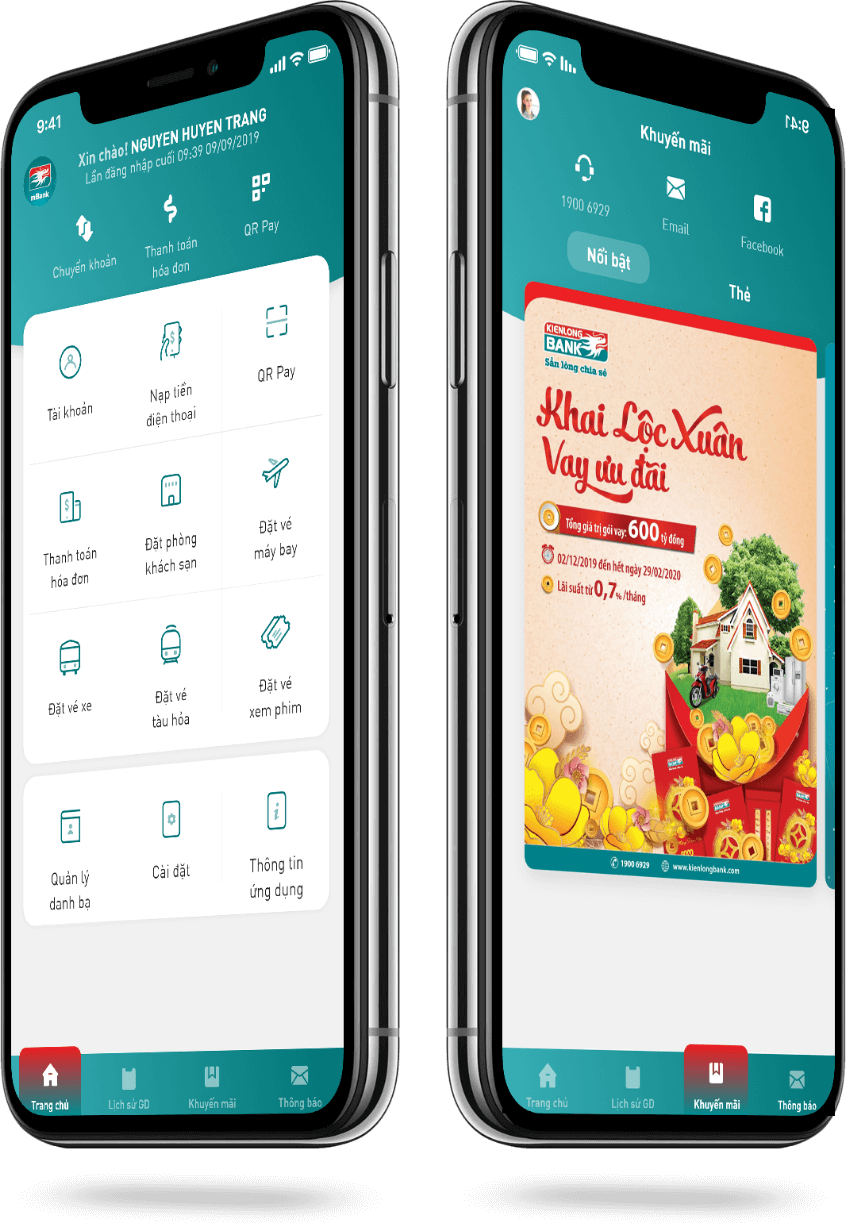 9:41
Xin chào! NGUYEN HUYEN TRANG
Lần đăng nhập cuối 09:39 09/09/2019
mBank
Chuyển khoản
Thanh toán
hóa đơn
QR Pay
Tài khoản
Nạp tiền
điện thoại
QR Pay
Thanh toán
hóa đơn
Đặt phòng
khách sạn
Đặt vé
máy bay
Đặt vé xe
Đặt vé
tàu hỏa
Đặt vé
xem phim
Quản lý
danh bạ
Cài đặt
Thông tin
ứng dụng
Trang chủ
Lịch sử GD
Khuyến mãi
Thông báo
9:41
Khuyến mãi
1900 6929
Email
Facebook
Nổi bật
Thẻ
KIENLONG
BANK
Sẵn lòng chia sẻ
Khai Lộc Xuân
Vay ưu đãi
Tổng giá trị gói vay: 600 tỷ đồng
02/12/2019 đến hết ngày 29/02/2020
Lãi suất từ 0,7% /tháng
1900 6929 www.kienlongbank.com
Trang chủ
Lịch sử GD
Khuyến mãi
Thông báo